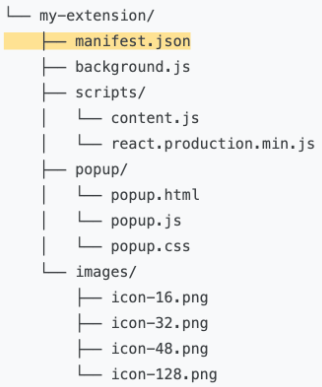 └── my-extension/
    ├── manifest.json
    ├── background.js
    ├── scripts/
    │   └── content.js
    │   └── react.production.min.js
    ├── popup/
    │   └── popup.html
    │   └── popup.js
    │   └── popup.css
    └── images/
        ├── icon-16.png
        ├── icon-32.png
        ├── icon-48.png
        └── icon-128.png